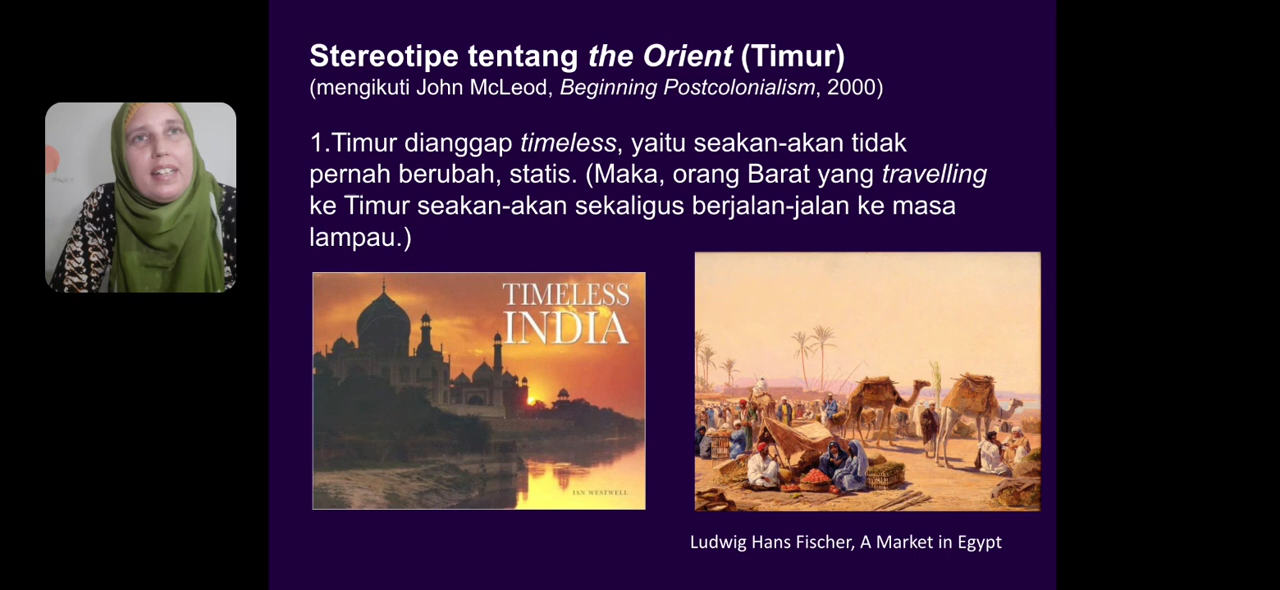 Stereotipe tentang the Orient (Timur)
(mengikuti John McLeod, Beginning Postcolonialism, 2000)
1.Timur dianggap timeless, yaitu seakan-akan tidak
pernah berubah, statis. (Maka, orang Barat yang travelling
ke Timur seakan-akan sekaligus berjalan-jalan ke masa
lampau.)
TIMELESS
INDIA
IAN WESTWELL
Ludwig Hans Fischer, A Market in Egypt